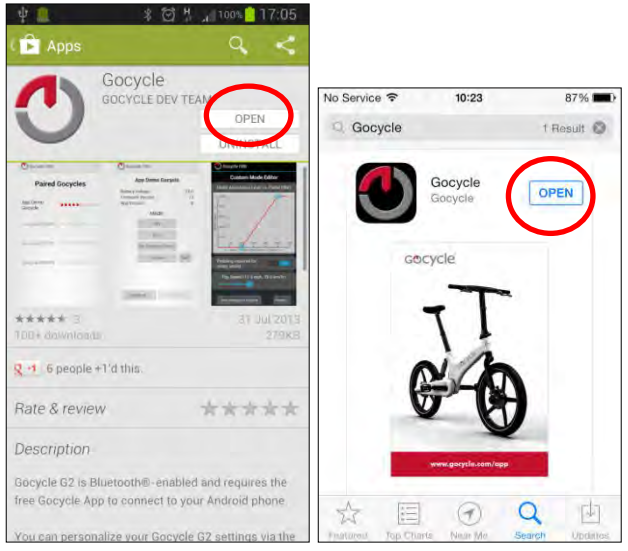 100% 17:05
Apps
Gocycle
GOCYCLE DEV TEAM
OPEN
UNINSTALL
Paired Gocycles
App Demo Gocycle
Custom Mode Editor
3
31 Jul 2013
100+ downloads
279KB
+1 6 people +1'd this.
Rate & review
Description
Gocycle G2 is Bluetooth®-enabled and requires the
free Gocycle App to connect to your Android phone.
You can personalize your Gocycle G2 settings via the
No Service 10:23 87%
Gocycle 1 Result
Gocycle
Gocycle
OPEN
gocycle
www.gocycle.com/app
Featured Top Charts Near Me Search Updates